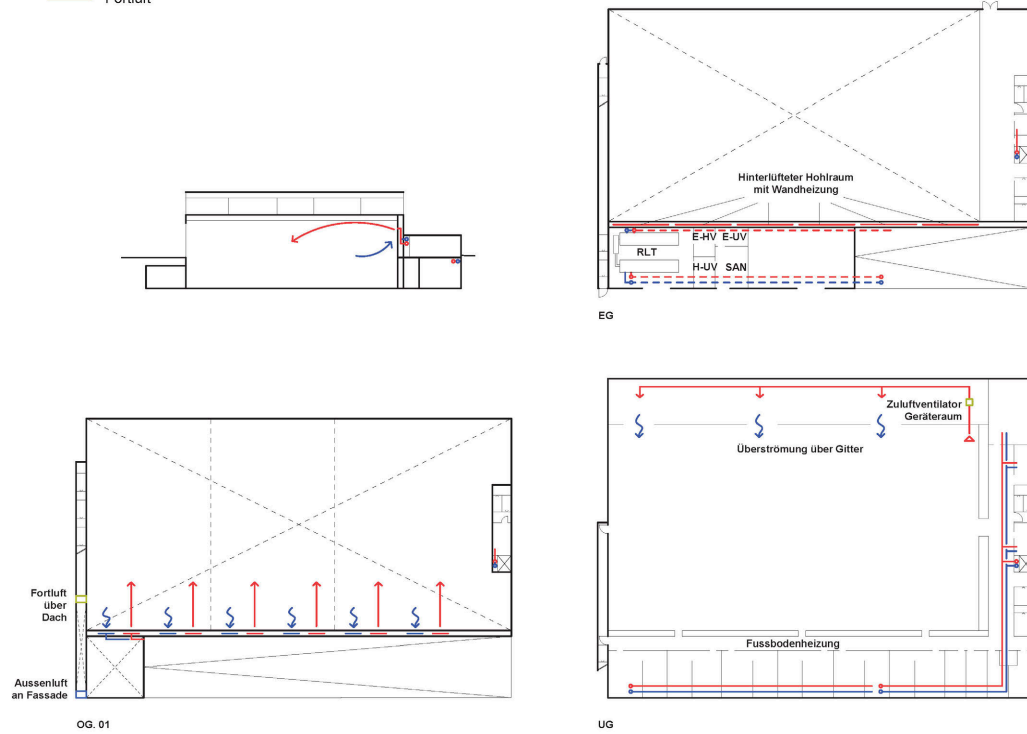 Fortluft
Hinterlüfteter Hohlraum
mit Wandheizung
E-HV E-UV
RLT
H-UV SAN
EG
Fortluft
über
Dach
Aussenluft
an Fassade
OG. 01
Zuluftventilator
Geräteraum
Überströmung über Gitter
Fussbodenheizung
UG